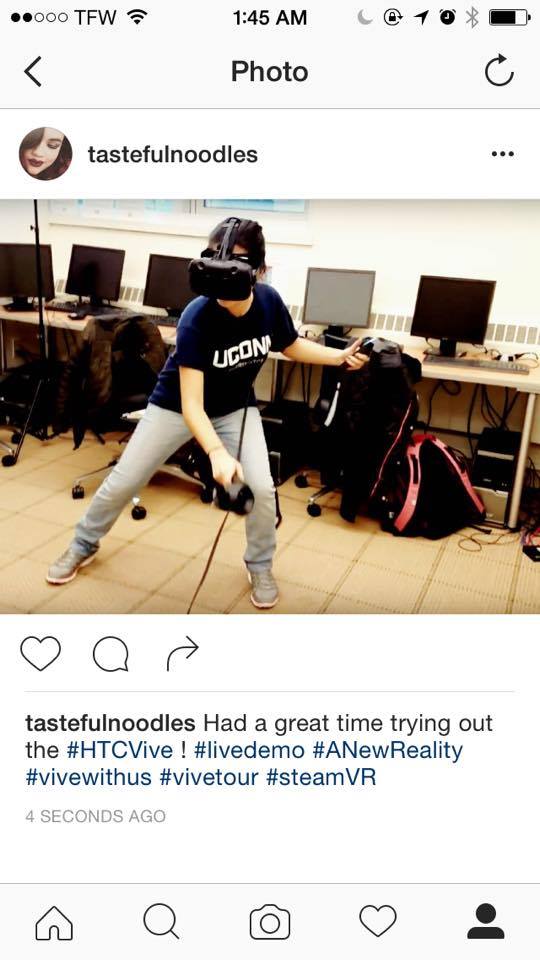 TFW 1:45 AM
Photo
tastefulnoodles
UCONN
tastefulnoodles Had a great time trying out
the #HTCVive ! #livedemo #ANewReality
#vivewithus #vivetour #steamVR
4 SECONDS AGO